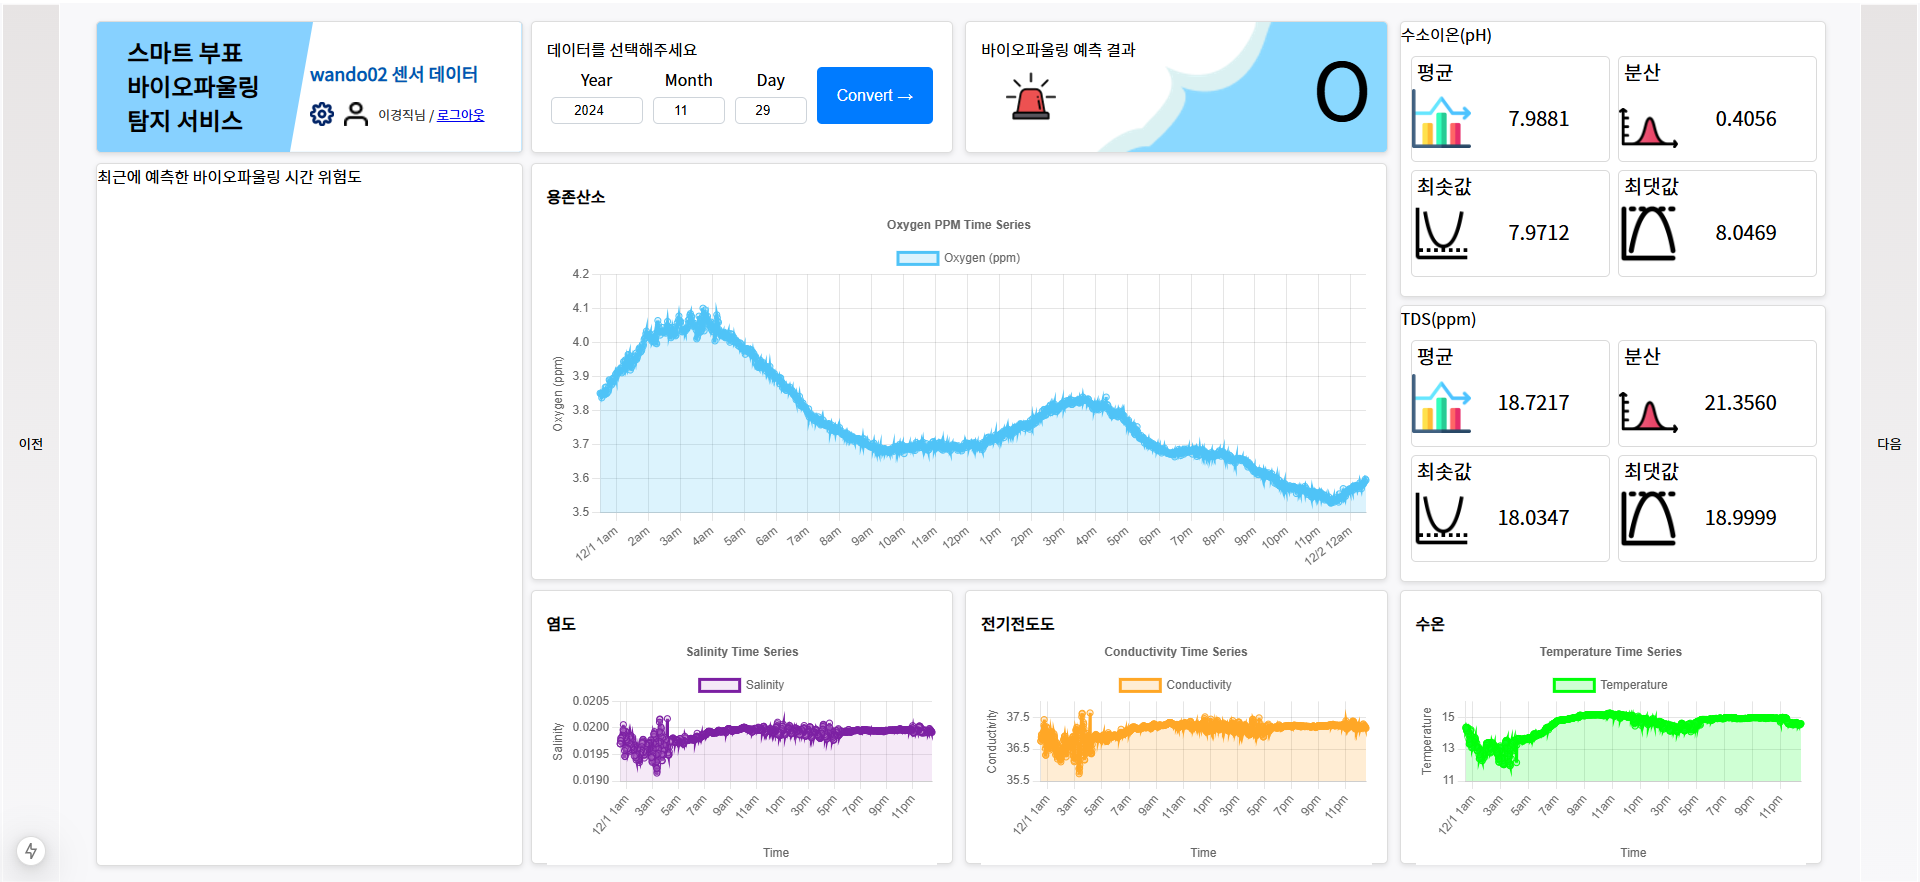 이전
스마트 부표
바이오파울링
탐지 서비스
wando02 센서 데이터
이경직님 / 로그아웃
데이터를 선택해주세요
Year Month Day
2024 11 29
Convert →
바이오파울링 예측 결과
0
최근에 예측한 바이오파울링 시간 위험도
용존산소
Oxygen PPM Time Series
Oxygen (ppm)
Oxygen (ppm)
4.2
4.1
4.0
3.9
3.8
3.7
3.6
3.5
12/1 1am 2am 3am 4am 5am 6am 7am 8am 9am 10am 11am 12pm 1pm 2pm 3pm 4pm 5pm 6pm 7pm 8pm 9pm 10pm 11pm 12/2 12am
수소이온(pH)
평균
7.9881
분산
0.4056
최솟값
7.9712
최댓값
8.0469
TDS(ppm)
평균
18.7217
분산
21.3560
최솟값
18.0347
최댓값
18.9999
염도
Salinity Time Series
Salinity
Salinity
0.0205
0.0200
0.0195
0.0190
12/1 1am 3am 5am 7am 9am 11am 1pm 3pm 5pm 7pm 9pm 11pm
Time
전기전도도
Conductivity Time Series
Conductivity
Conductivity
37.5
36.5
35.5
12/1 1am 3am 5am 7am 9am 11am 1pm 3pm 5pm 7pm 9pm 11pm
Time
수온
Temperature Time Series
Temperature
Temperature
15
13
11
12/1 1am 3am 5am 7am 9am 11am 1pm 3pm 5pm 7pm 9pm 11pm
Time
다음